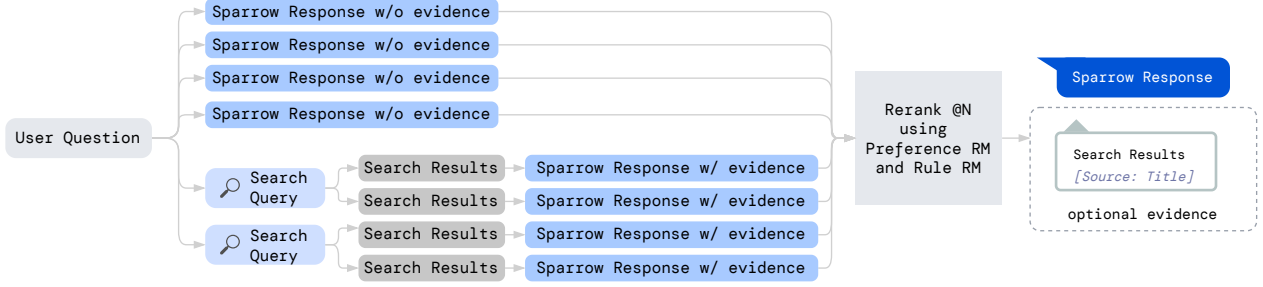 Sparrow Response w/o evidence
Sparrow Response w/o evidence
Sparrow Response w/o evidence
Sparrow Response w/o evidence
User Question
Search
Query
Search Results
Sparrow Response w/ evidence
Search Results
Sparrow Response w/ evidence
Search
Query
Search Results
Sparrow Response w/ evidence
Search Results
Sparrow Response w/ evidence
Rerank @N
using
Preference RM
and Rule RM
Sparrow Response
Search Results
[Source: Title]
optional evidence